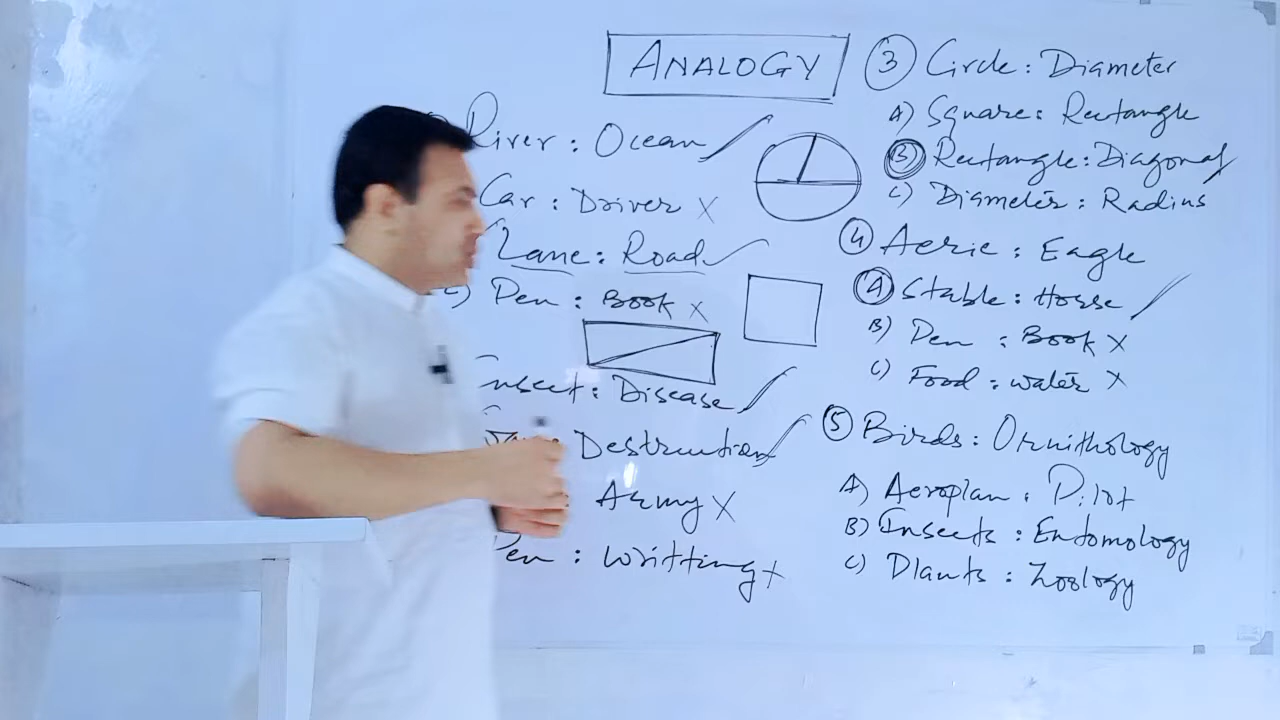 ANALOGY
River : Ocean
Car : Driver X
Lane : Road
C) Pen : Book X
Insect : Disease
Destruction
Army X
Pen : Writting X
3 Circle : Diameter
A) Square : Rectangle
B) Rectangle : Diagonal
C) Diameter : Radius
4 Aerie : Eagle
A) Stable : Horse
B) Pen : Book X
C) Food : water X
5 Birds : Ornithology
A) Aeroplan : Pilot
B) Insects : Entomology
C) Plants : Zoology